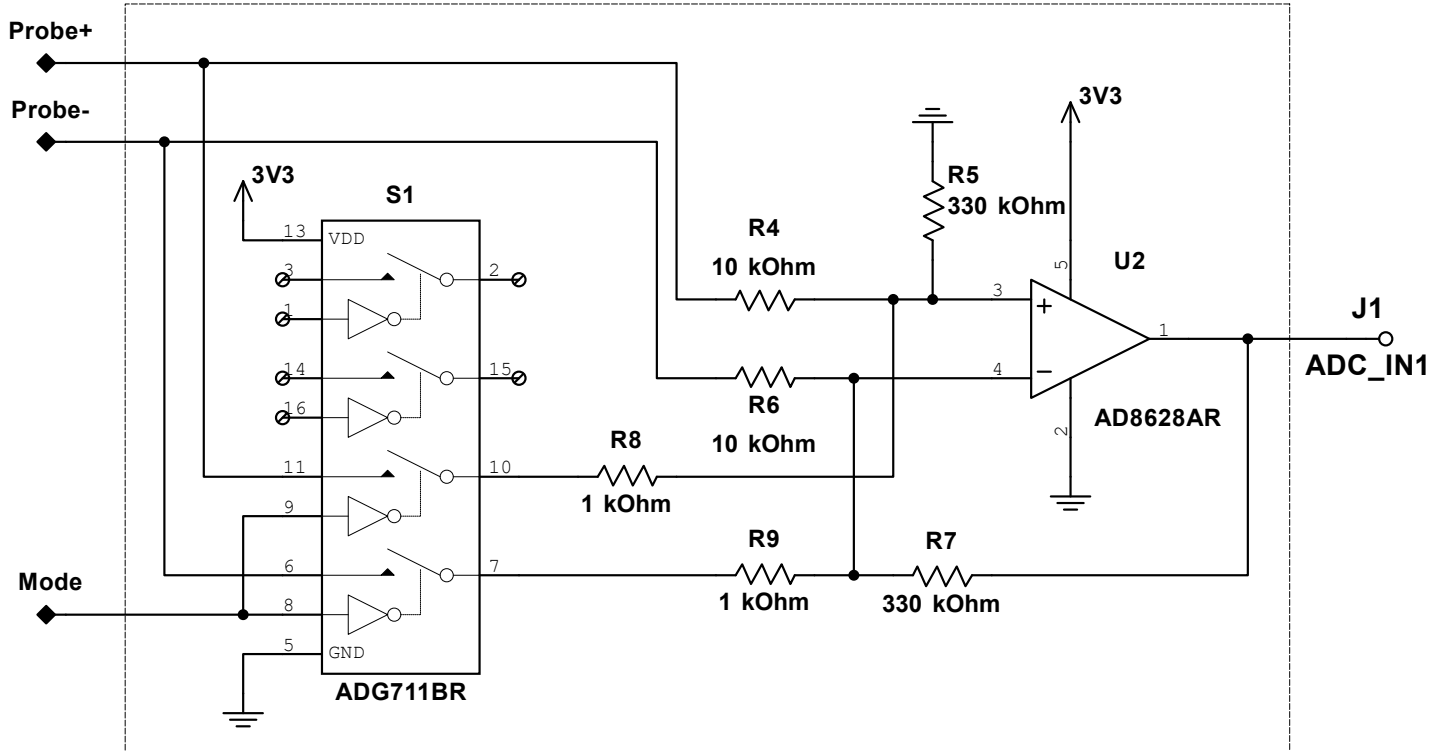 Probe+
Probe-
Mode
3V3
S1
13
VDD
3
2
1
14
15
16
11
10
9
6
7
8
5
GND
ADG711BR
R4
10 kOhm
R6
10 kOhm
R8
1 kOhm
R9
1 kOhm
R7
330 kOhm
R5
330 kOhm
3V3
U2
5
3
+
4
−
1
2
AD8628AR
J1
ADC_IN1